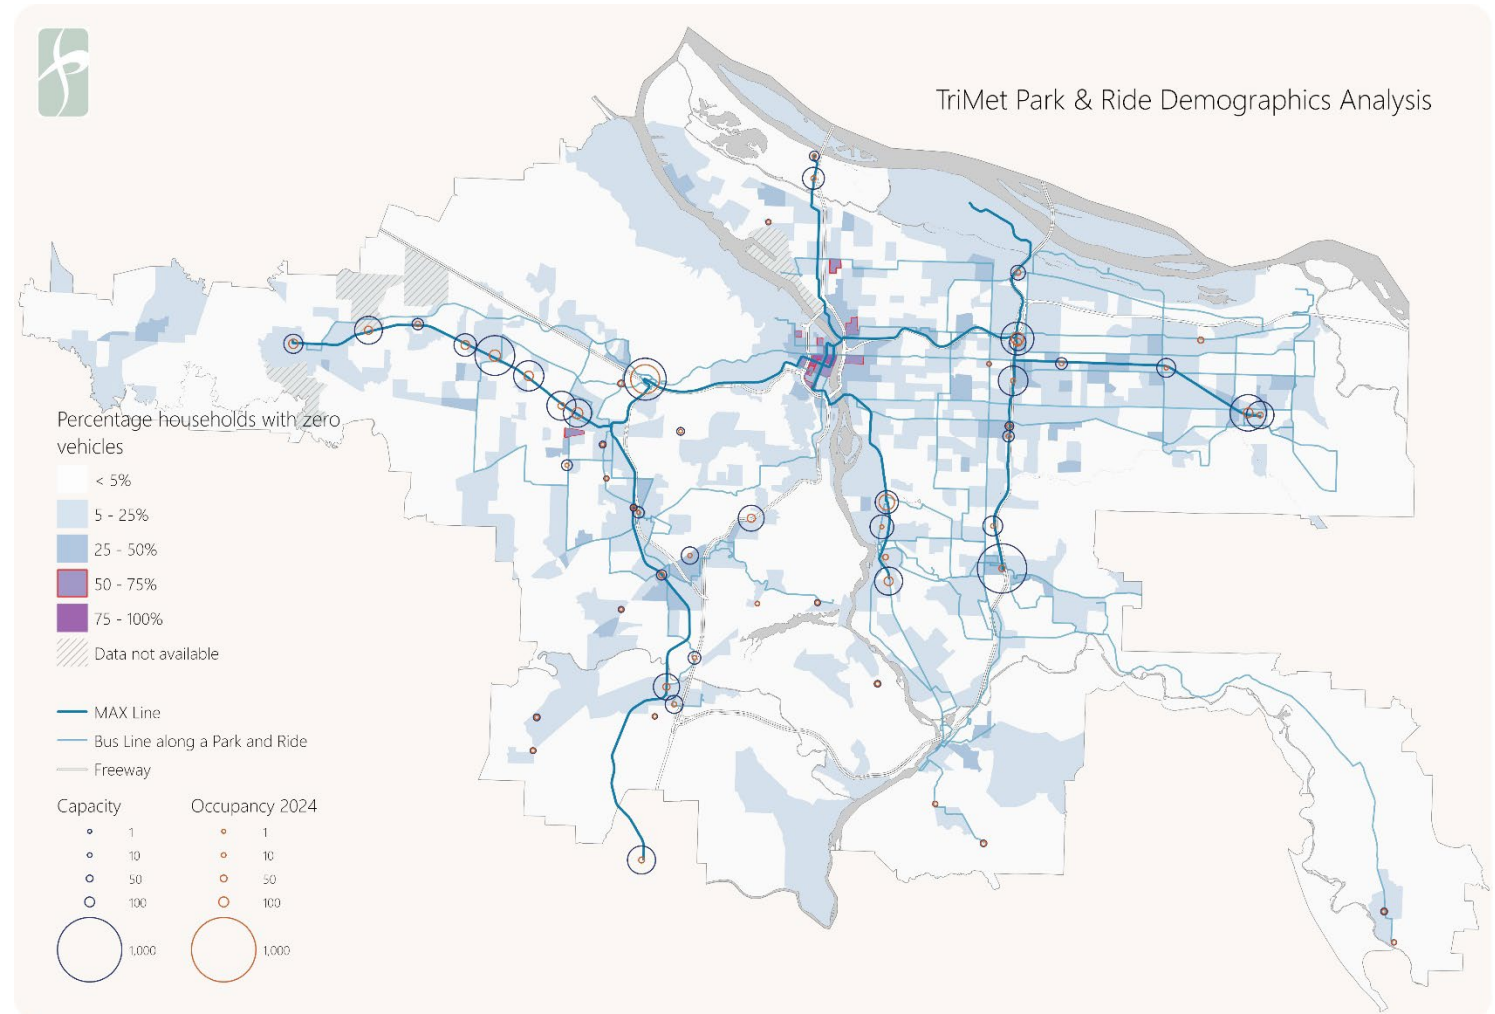 TriMet Park & Ride Demographics Analysis
Percentage households with zero
vehicles
< 5%
5 - 25%
25 - 50%
50 - 75%
75 - 100%
Data not available
MAX Line
Bus Line along a Park and Ride
Freeway
Capacity Occupancy 2024
1 1
10 10
50 50
100 100
1,000 1,000